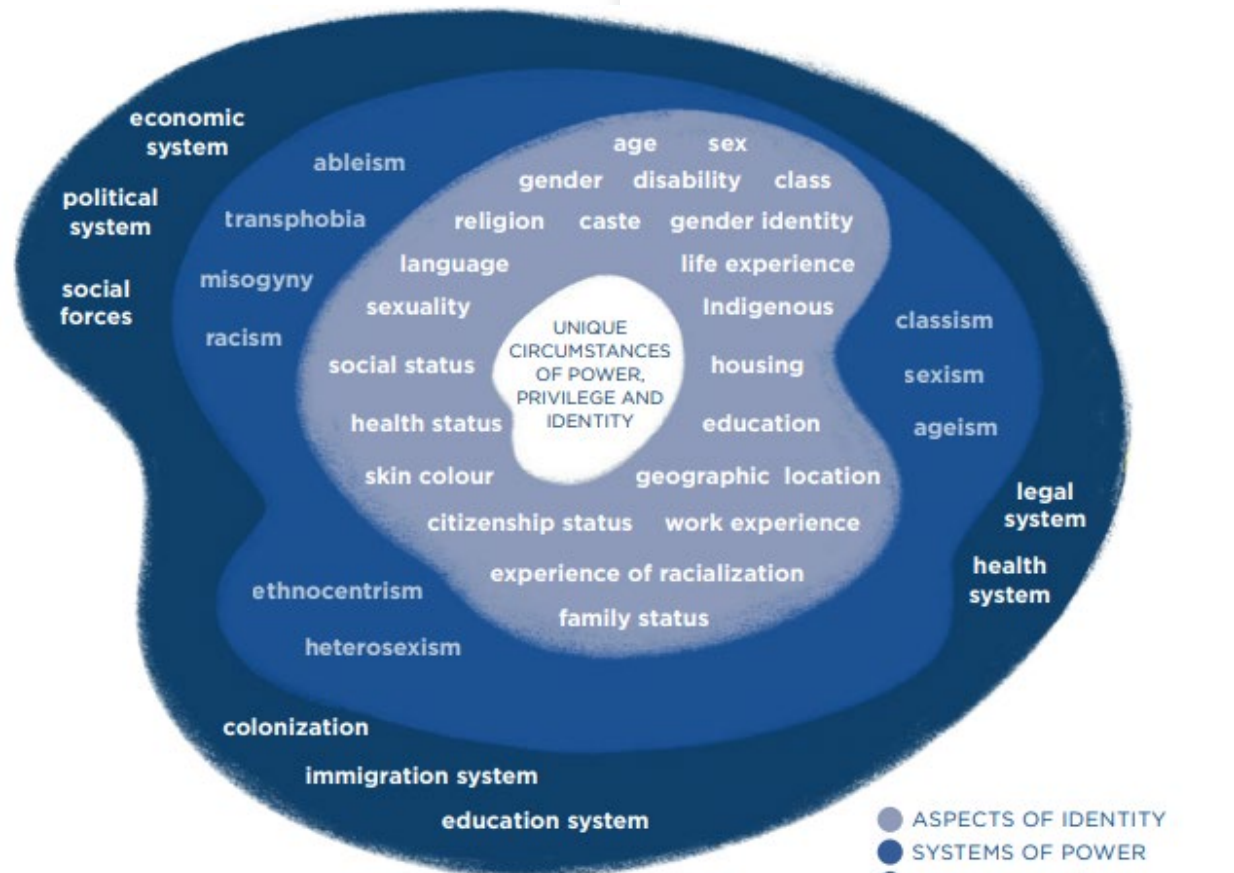 economic
system
political
system
social
forces
ableism
transphobia
misogyny
racism
age sex
gender disability class
religion caste gender identity
language life experience
sexuality Indigenous
social status housing
health status education
skin colour geographic location
citizenship status work experience
experience of racialization
family status
UNIQUE
CIRCUMSTANCES
OF POWER,
PRIVILEGE AND
IDENTITY
classism
sexism
ageism
legal
system
health
system
ethnocentrism
heterosexism
colonization
immigration system
education system
ASPECTS OF IDENTITY
SYSTEMS OF POWER